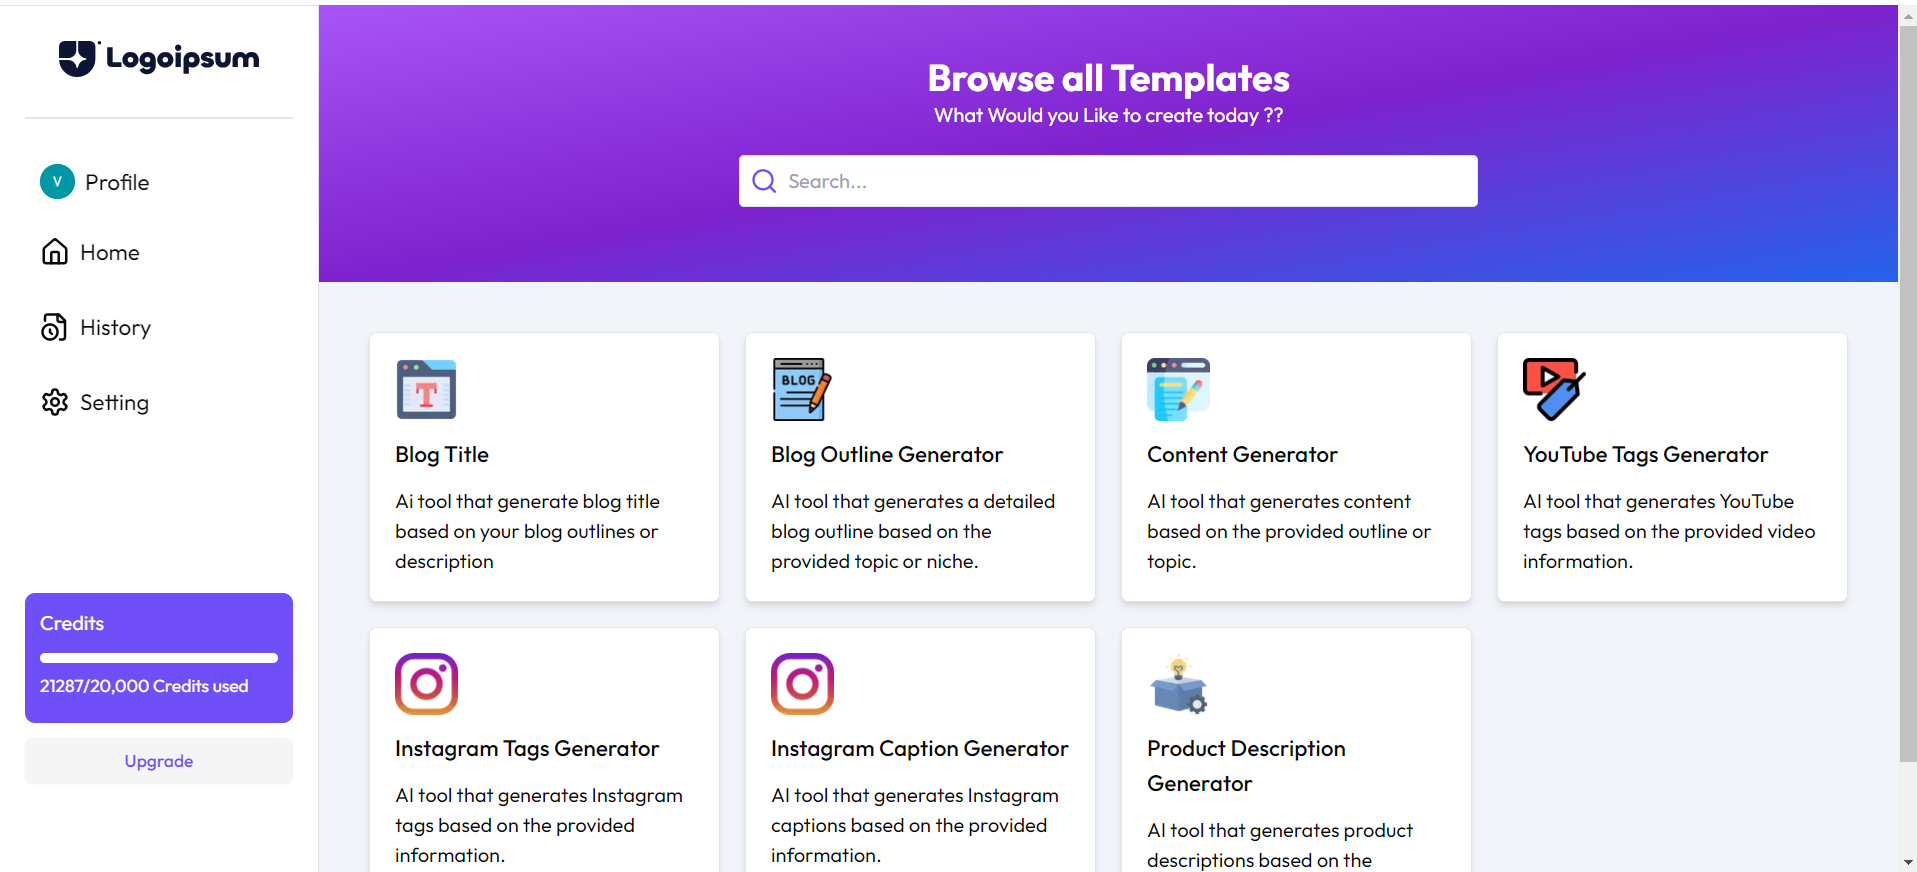 Logoipsum
V
Profile
Home
History
Setting
Credits
21287/20,000 Credits used
Upgrade
Browse all Templates
What Would you Like to create today ??
Search...
T
Blog Title
Ai tool that generate blog title
based on your blog outlines or
description
BLOG
Blog Outline Generator
AI tool that generates a detailed
blog outline based on the
provided topic or niche.
Content Generator
AI tool that generates content
based on the provided outline or
topic.
YouTube Tags Generator
AI tool that generates YouTube
tags based on the provided video
information.
Instagram Tags Generator
AI tool that generates Instagram
tags based on the provided
information.
Instagram Caption Generator
AI tool that generates Instagram
captions based on the provided
information.
Product Description
Generator
AI tool that generates product
descriptions based on the